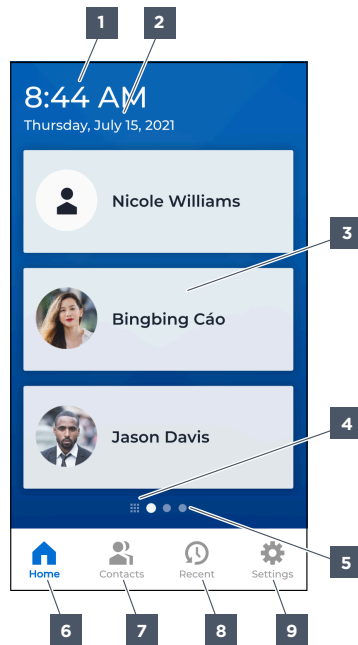 1 2
8:44 AM
Thursday, July 15, 2021
Nicole Williams
3
Bingbing Cáo
4
Jason Davis
5
Home Contacts Recent Settings
6 7 8 9